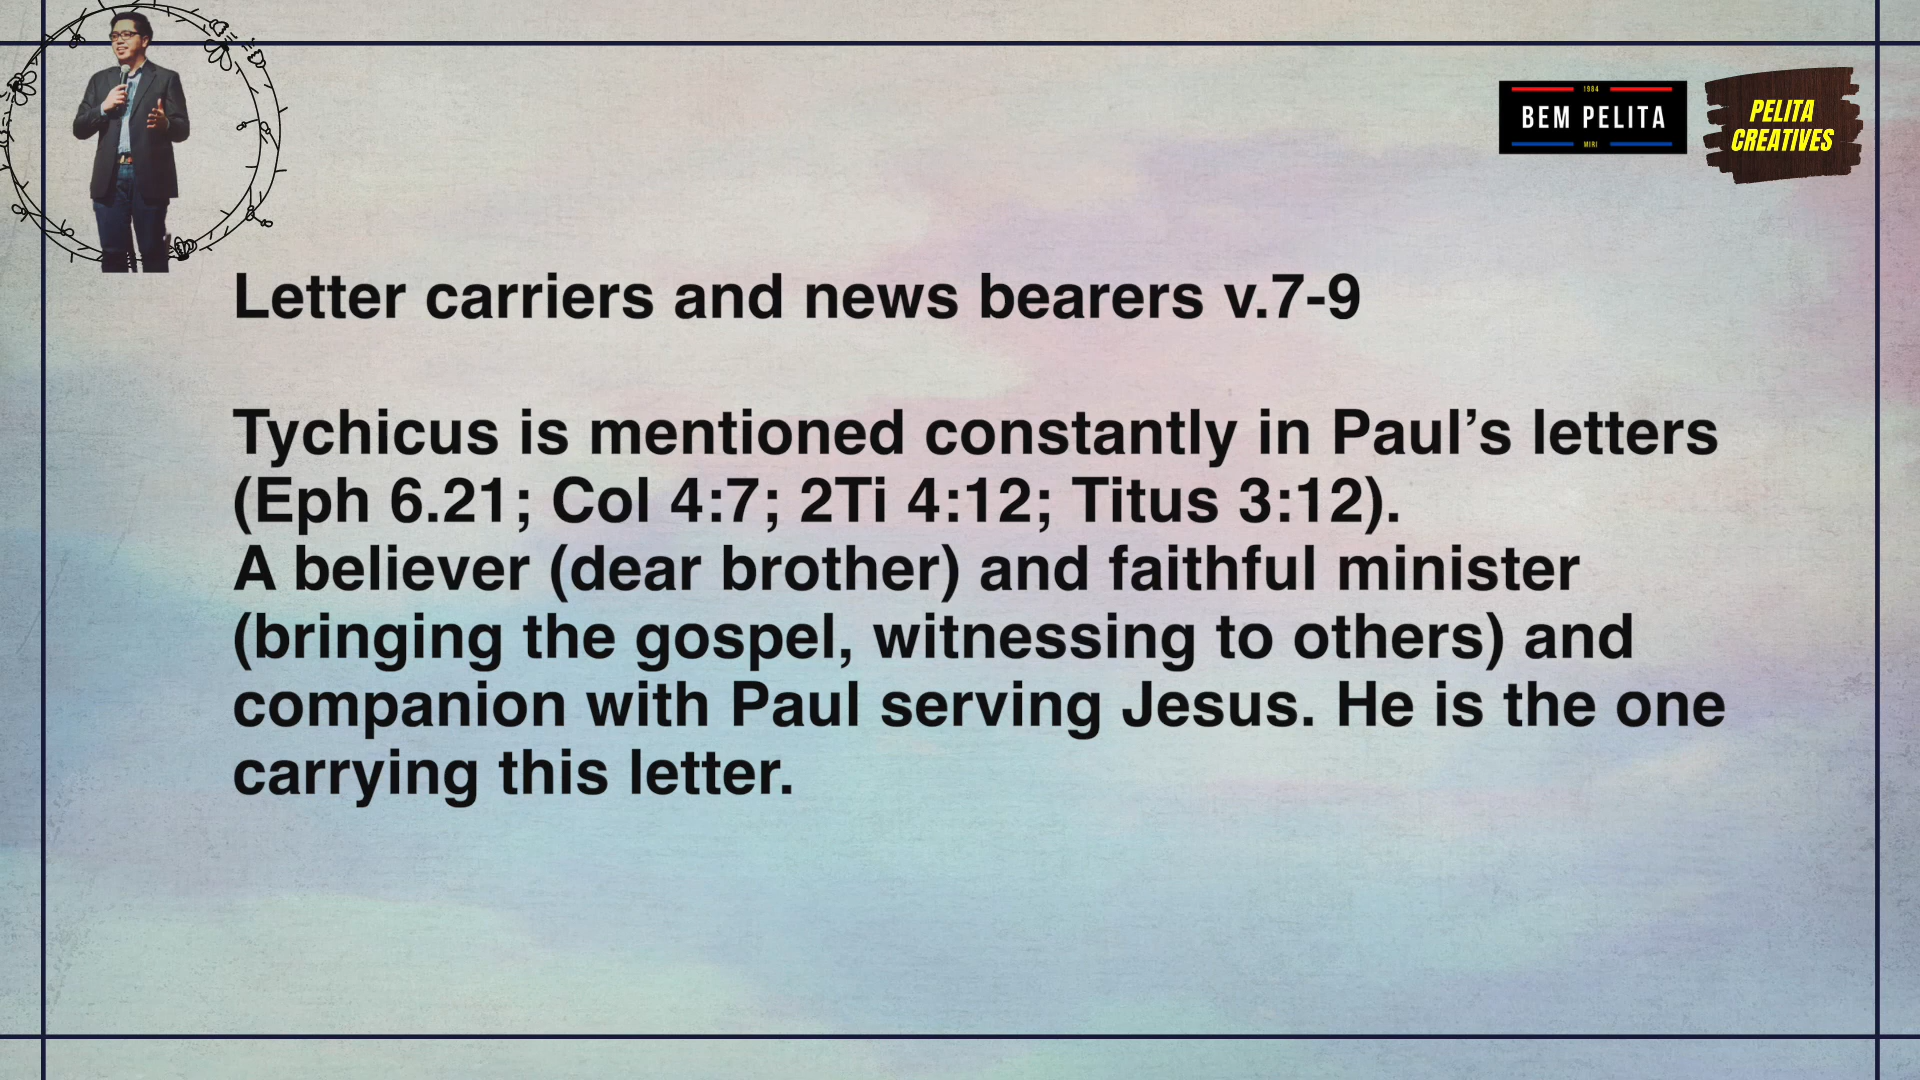 1984
BEM PELITA
MIRI
PELITA
CREATIVES
Letter carriers and news bearers v.7-9
Tychicus is mentioned constantly in Paul’s letters
(Eph 6.21; Col 4:7; 2Ti 4:12; Titus 3:12).
A believer (dear brother) and faithful minister
(bringing the gospel, witnessing to others) and
companion with Paul serving Jesus. He is the one
carrying this letter.